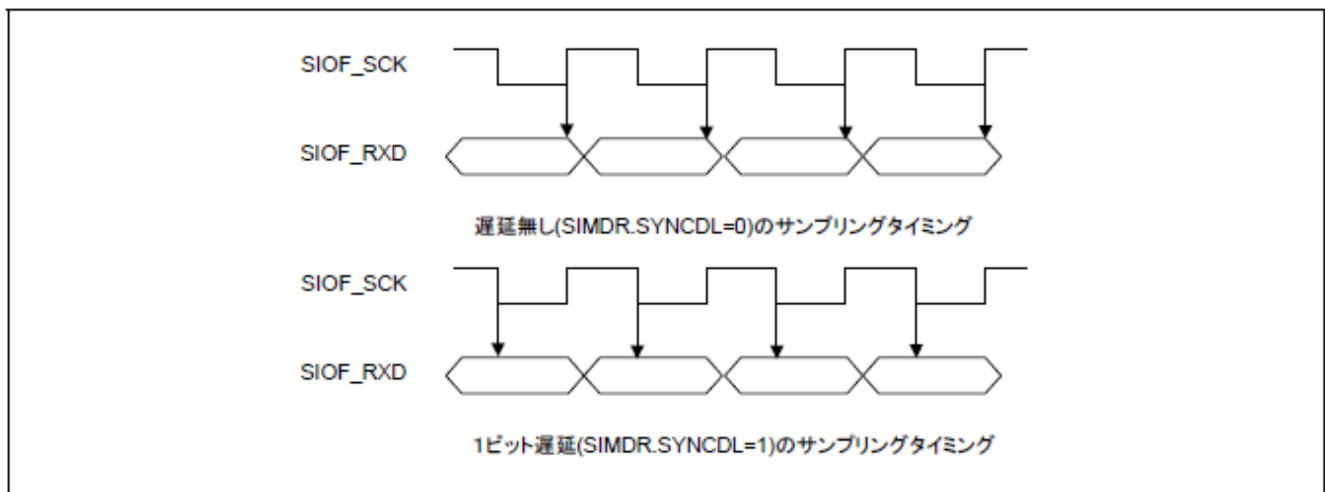 SIOF_SCK
SIOF_RXD
遅延無し(SIMDR.SYNCDL=0)のサンプリングタイミング
SIOF_SCK
SIOF_RXD
1ビット遅延(SIMDR.SYNCDL=1)のサンプリングタイミング